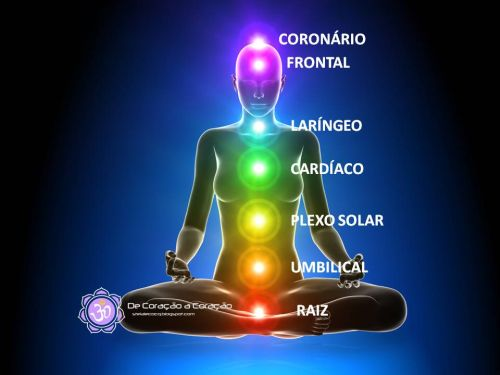 CORONÁRIO
FRONTAL
LARÍNGEO
CARDÍACO
PLEXO SOLAR
UMBILICAL
RAIZ
De Coração a Coração